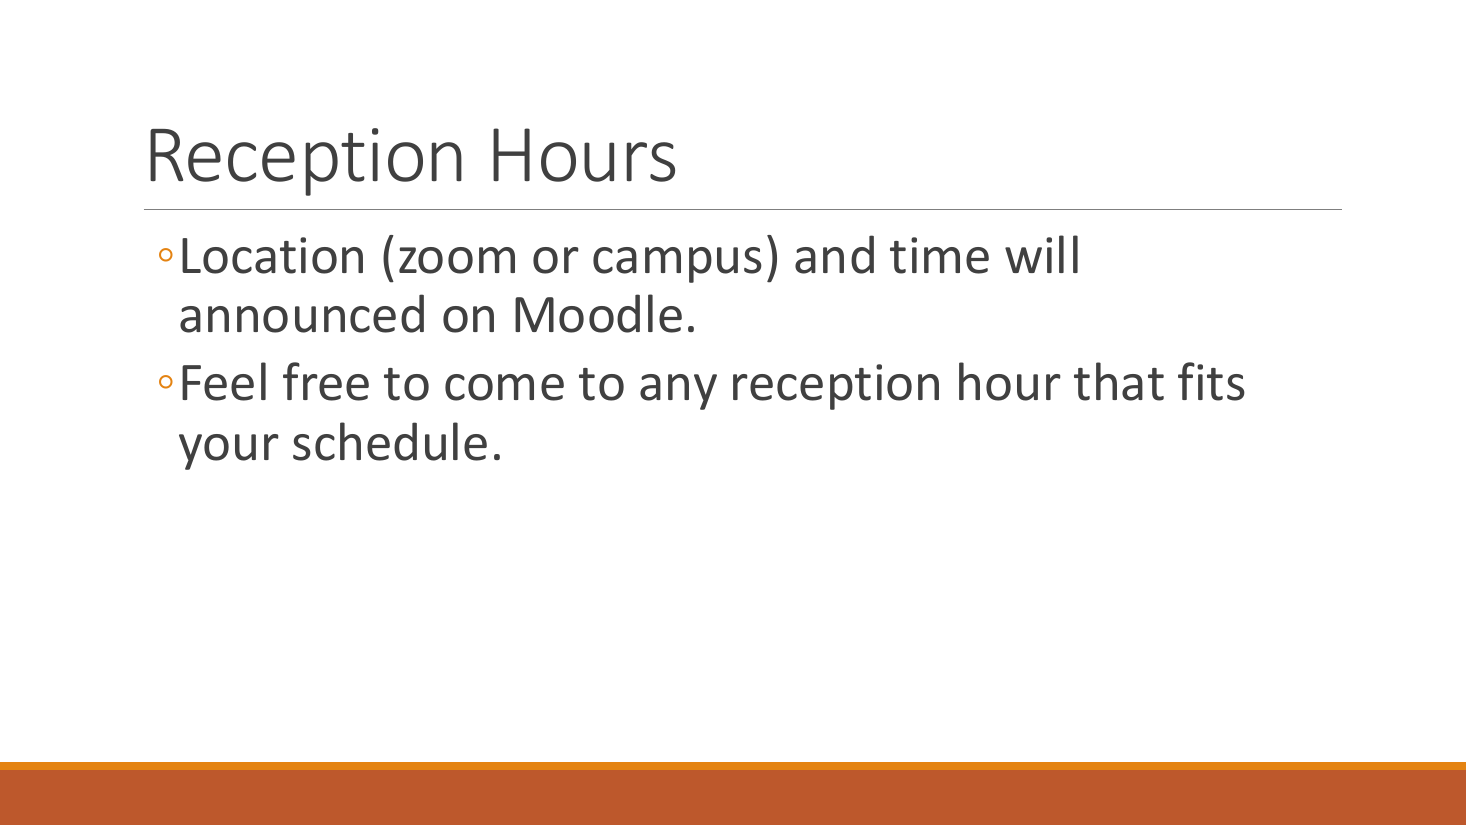 Reception Hours
◦Location (zoom or campus) and time will
announced on Moodle.
◦Feel free to come to any reception hour that fits
your schedule.